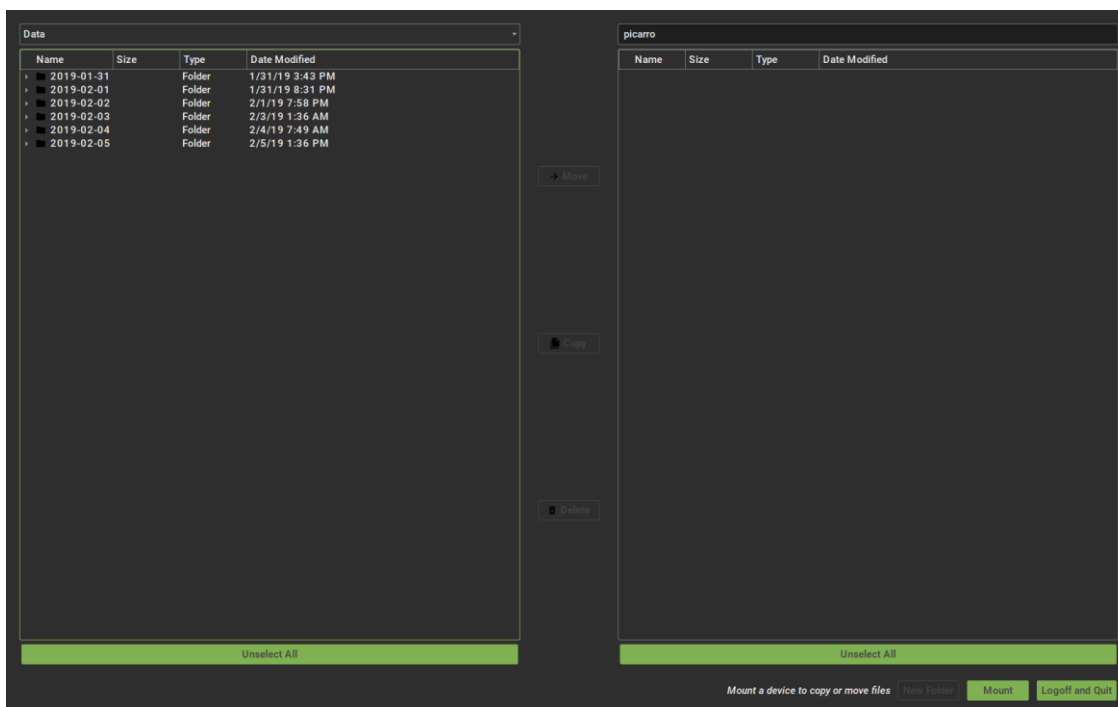 Data
picarro
Name Size Type Date Modified
Name Size Type Date Modified
2019-01-31 Folder 1/31/19 3:43 PM
2019-02-01 Folder 1/31/19 8:31 PM
2019-02-02 Folder 2/1/19 7:58 PM
2019-02-03 Folder 2/3/19 1:36 AM
2019-02-04 Folder 2/4/19 7:49 AM
2019-02-05 Folder 2/5/19 1:36 PM
Move
Copy
Delete
Unselect All
Unselect All
Mount a device to copy or move files New Folder Mount Logoff and Quit